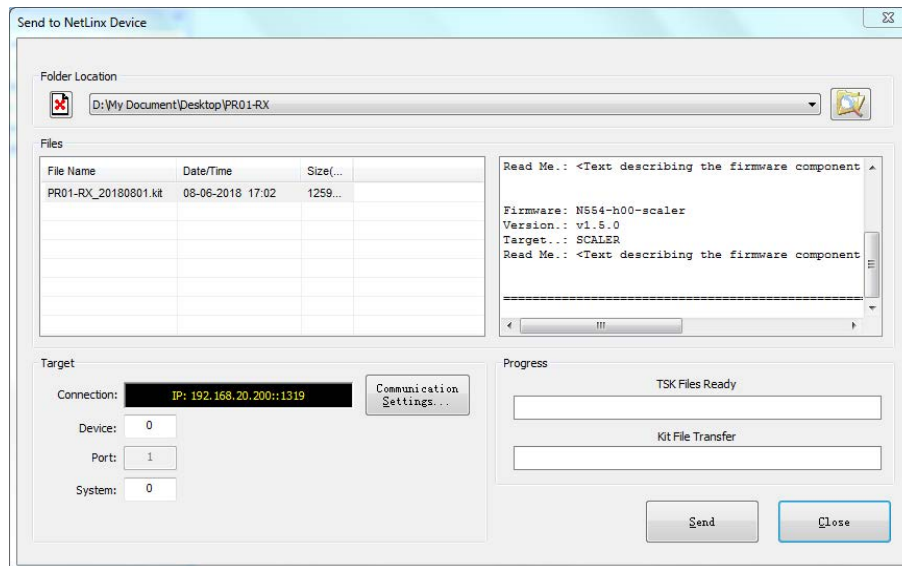 Send to NetLinx Device
Folder Location
D:\My Document\Desktop\PR01-RX
Files
File Name Date/Time Size(...
PR01-RX_20180801.kit 08-06-2018 17:02 1259...
Read Me.: <Text describing the firmware component
Firmware: N554-h00-scaler
Version.: v1.5.0
Target..: SCALER
Read Me.: <Text describing the firmware component
=================================================
Target
Connection: IP: 192.168.20.200::1319
Communication
Settings...
Device: 0
Port: 1
System: 0
Progress
TSK Files Ready
Kit File Transfer
Send
Close